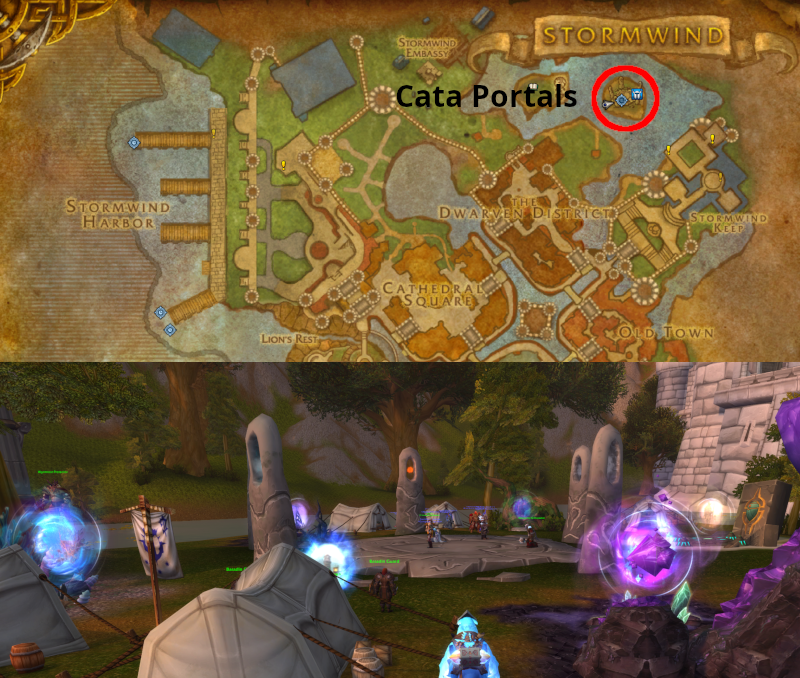 STORMWIND
STORMWIND
EMBASSY
Cata Portals
STORMWIND
HARBOR
THE
DWARVEN DISTRICT
STORMWIND
KEEP
CATHEDRAL
SQUARE
LION'S REST
OLD TOWN